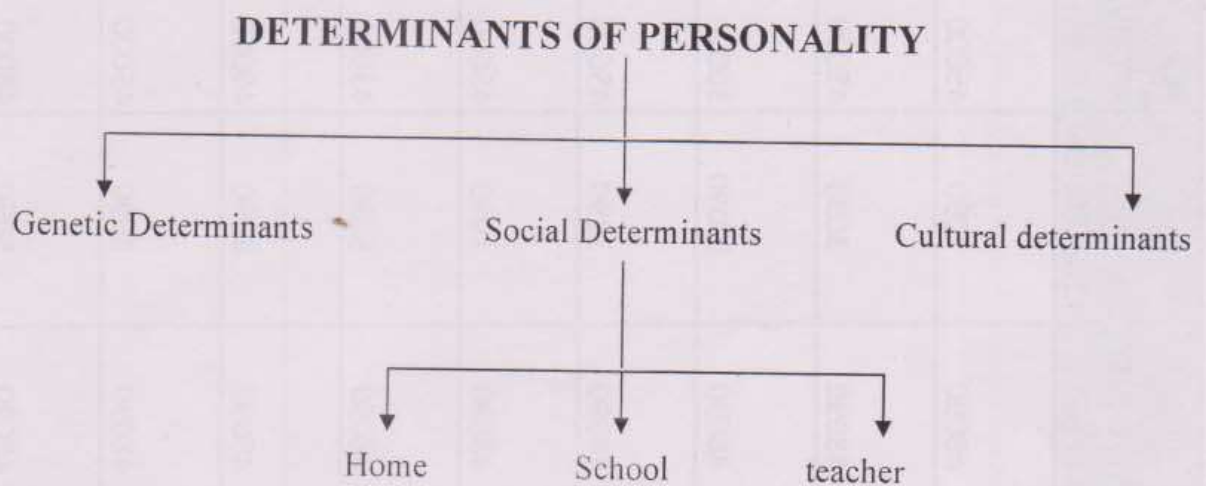 DETERMINANTS OF PERSONALITY
Genetic Determinants Social Determinants Cultural determinants
Home School teacher